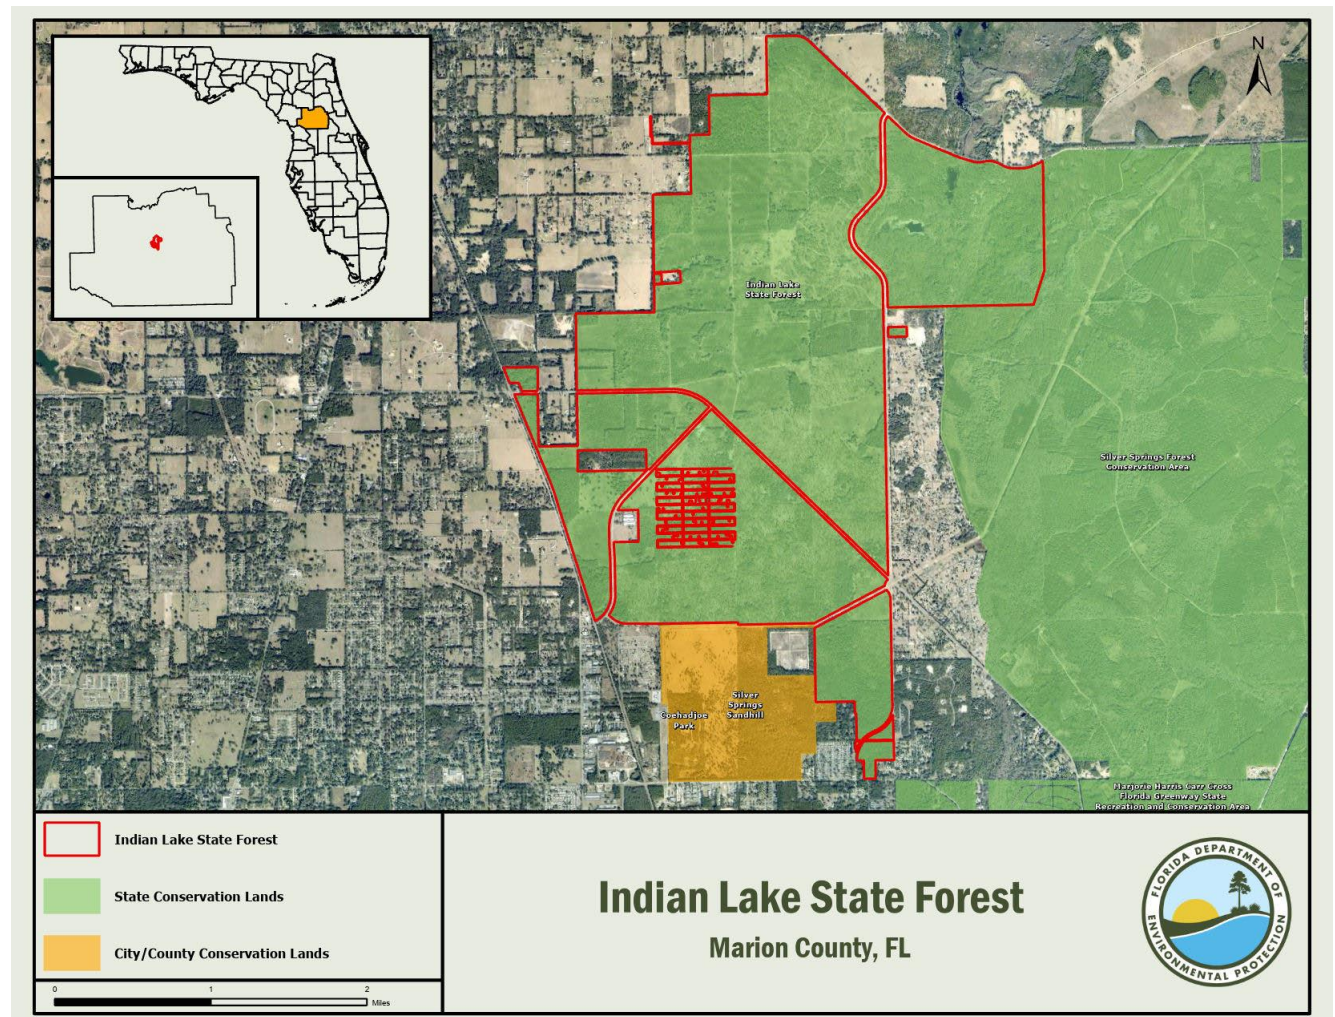 N
Indian Lake
State Forest
Silver Springs Forest
Conservation Area
Silver
Springs
Sandhill
Coehadjoe
Park
Marjorie Harris Carr Cross
Florida Greenway State
Recreation and Conservation Area
Indian Lake State Forest
State Conservation Lands
City/County Conservation Lands
0 1 2
Miles
Indian Lake State Forest
Marion County, FL
FLORIDA DEPARTMENT OF
ENVIRONMENTAL PROTECTION